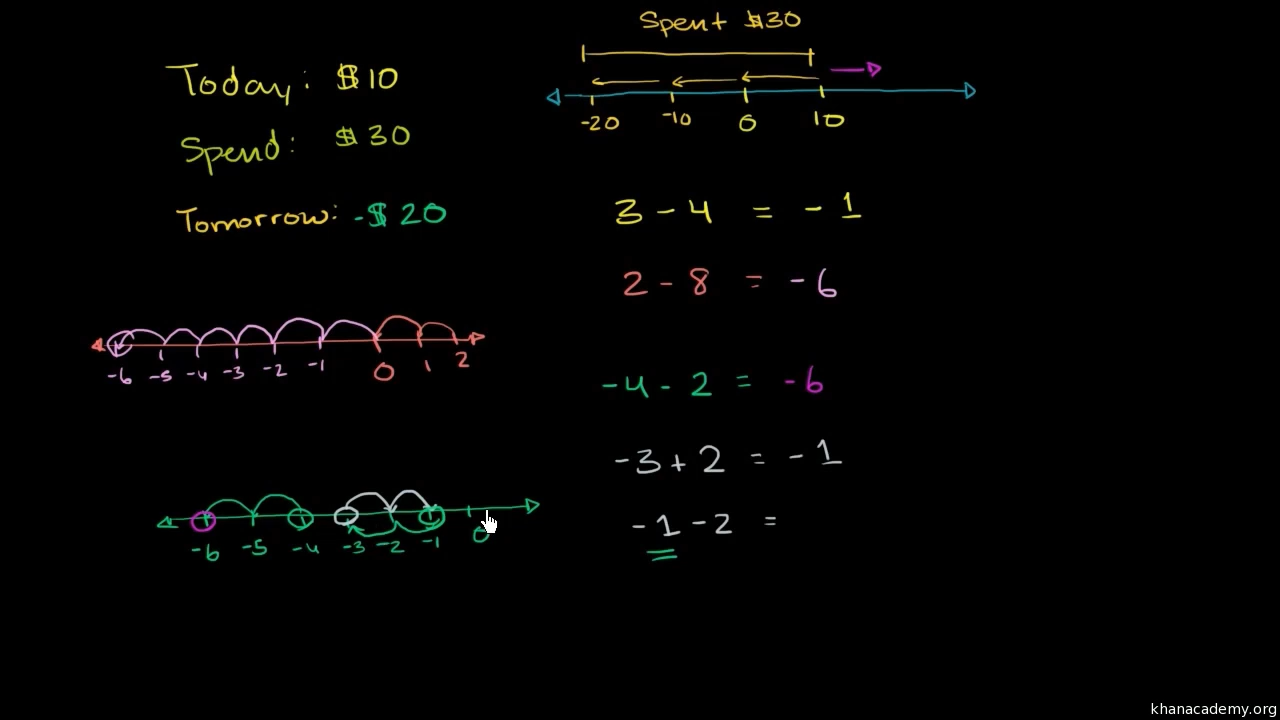 Spent $30
-20 -10 0 10
Today: $10
Spend: $30
Tomorrow: -$20
3 - 4 = -1
2 - 8 = -6
-6 -5 -4 -3 -2 -1 0 1 2
-4 - 2 = -6
-3 + 2 = -1
-1 - 2 =
-6 -5 -4 -3 -2 -1 0
khanacademy.org